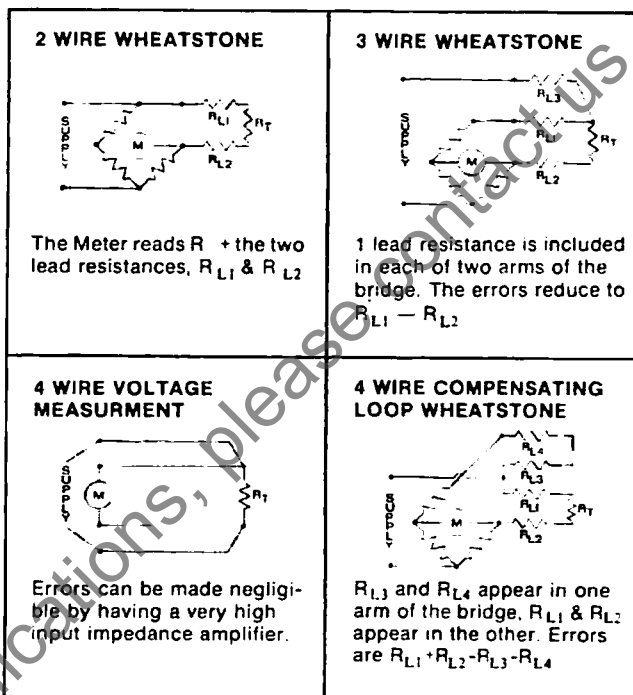 2 WIRE WHEATSTONE
SUPPLY
M
RL1
RT
RL2
The Meter reads R + the two
lead resistances, RL1 & RL2
3 WIRE WHEATSTONE
RL3
SUPPLY
RL1
RT
M
RL2
1 lead resistance is included
in each of two arms of the
bridge. The errors reduce to
RL1 — RL2
4 WIRE VOLTAGE
MEASURMENT
SUPPLY
M
RT
Errors can be made negligi-
ble by having a very high
input impedance amplifier.
4 WIRE COMPENSATING
LOOP WHEATSTONE
RL4
RL3
SUPPLY
RL1
RT
M
RL2
RL3 and RL4 appear in one
arm of the bridge, RL1 & RL2
appear in the other. Errors
are RL1+RL2-RL3-RL4
ications, please contact us